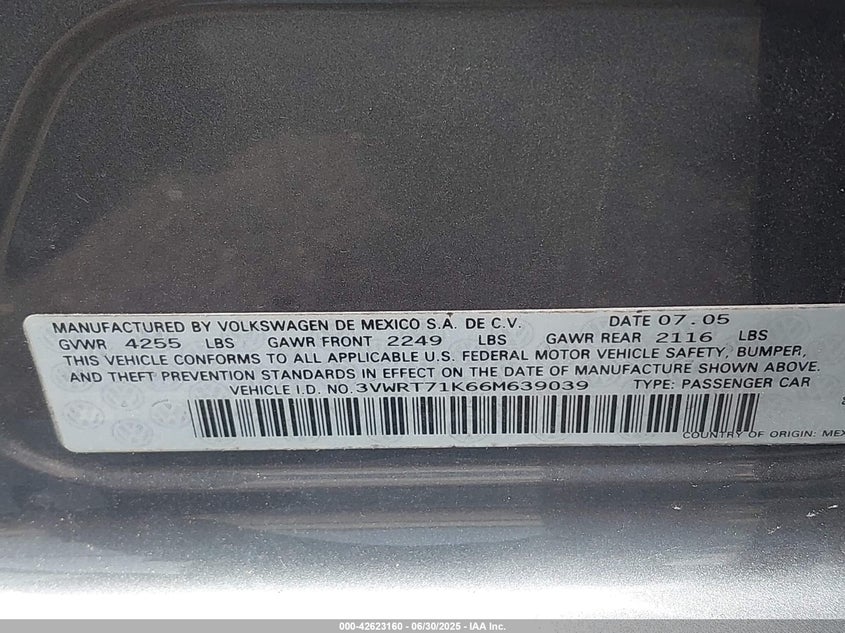 MANUFACTURED BY VOLKSWAGEN DE MEXICO S.A. DE C.V. DATE 07.05
GVWR 4255 LBS GAWR FRONT 2249 LBS GAWR REAR 2116 LBS
THIS VEHICLE CONFORMS TO ALL APPLICABLE U.S. FEDERAL MOTOR VEHICLE SAFETY, BUMPER,
AND THEFT PREVENTION STANDARDS IN EFFECT ON THE DATE OF MANUFACTURE SHOWN ABOVE.
VEHICLE I.D. NO. 3VWRT71K66M639039 TYPE: PASSENGER CAR
COUNTRY OF ORIGIN: MEX
000-42623160 - 06/30/2025 - IAA Inc.